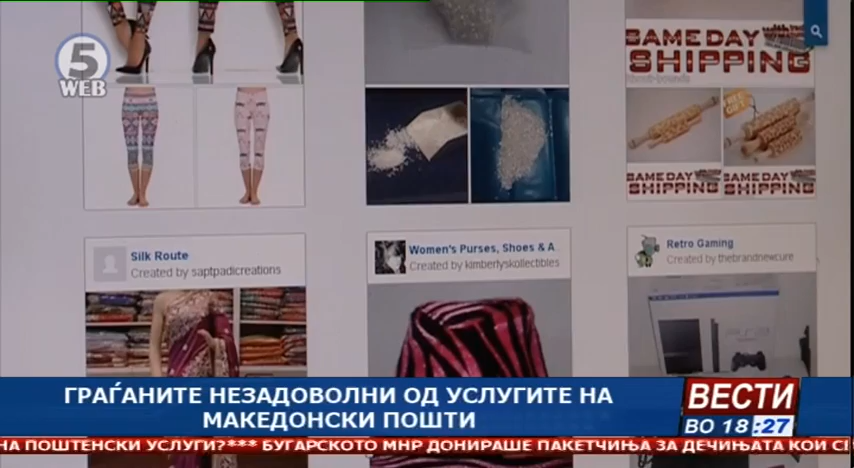 5
WEB
SAME DAY
SHIPPING
FREE
GIFT
SAME DAY
SHIPPING
SAME DAY
SHIPPING
Silk Route
Created by saptpadicreations
Women's Purses, Shoes & A..
Created by kimberlyskollectibles
Retro Gaming
Created by thebrandnewcure
ГРАЃАНИТЕ НЕЗАДОВОЛНИ ОД УСЛУГИТЕ НА
МАКЕДОНСКИ ПОШТИ
ВЕСТИ
ВО 18:27
НА ПОШТЕНСКИ УСЛУГИ?*** БУГАРСКОТО МНР ДОНИРАШЕ ПАКЕТЧИЊА ЗА ДЕЧИЊАТА КОИ